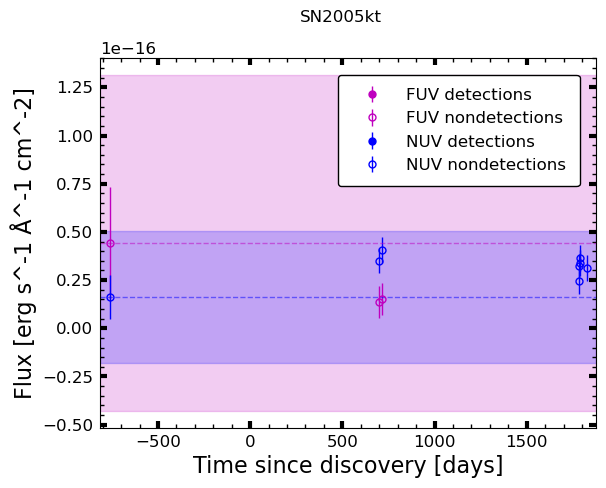 SN2005kt
1e−16
1.25
1.00
0.75
0.50
0.25
0.00
−0.25
−0.50
Flux [erg s^-1 Å^-1 cm^-2]
FUV detections
FUV nondetections
NUV detections
NUV nondetections
−500 0 500 1000 1500
Time since discovery [days]